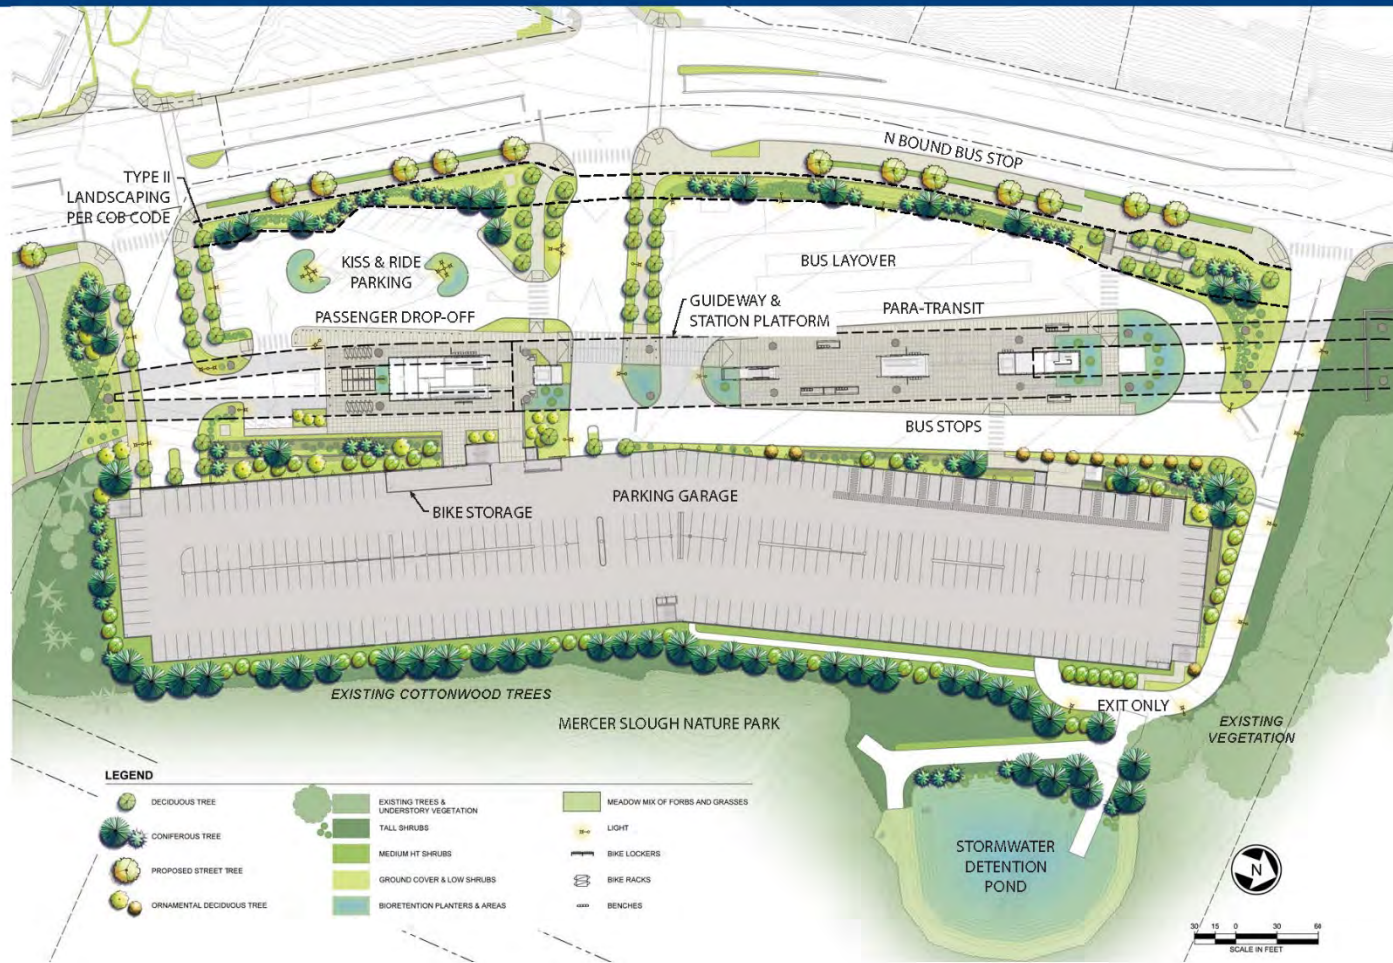 N BOUND BUS STOP
TYPE II
LANDSCAPING
PER COB CODE
KISS & RIDE
PARKING
BUS LAYOVER
GUIDEWAY &
STATION PLATFORM
PARA-TRANSIT
PASSENGER DROP-OFF
BUS STOPS
PARKING GARAGE
BIKE STORAGE
EXISTING COTTONWOOD TREES
MERCER SLOUGH NATURE PARK
EXIT ONLY
EXISTING
VEGETATION
LEGEND
DECIDUOUS TREE
CONIFEROUS TREE
PROPOSED STREET TREE
ORNAMENTAL DECIDUOUS TREE
EXISTING TREES &
UNDERSTORY VEGETATION
TALL SHRUBS
MEDIUM HT SHRUBS
GROUND COVER & LOW SHRUBS
BIORETENTION PLANTERS & AREAS
MEADOW MIX OF FORBS AND GRASSES
LIGHT
BIKE LOCKERS
BIKE RACKS
BENCHES
STORMWATER
DETENTION
POND
N
30 15 0 30 66
SCALE IN FEET